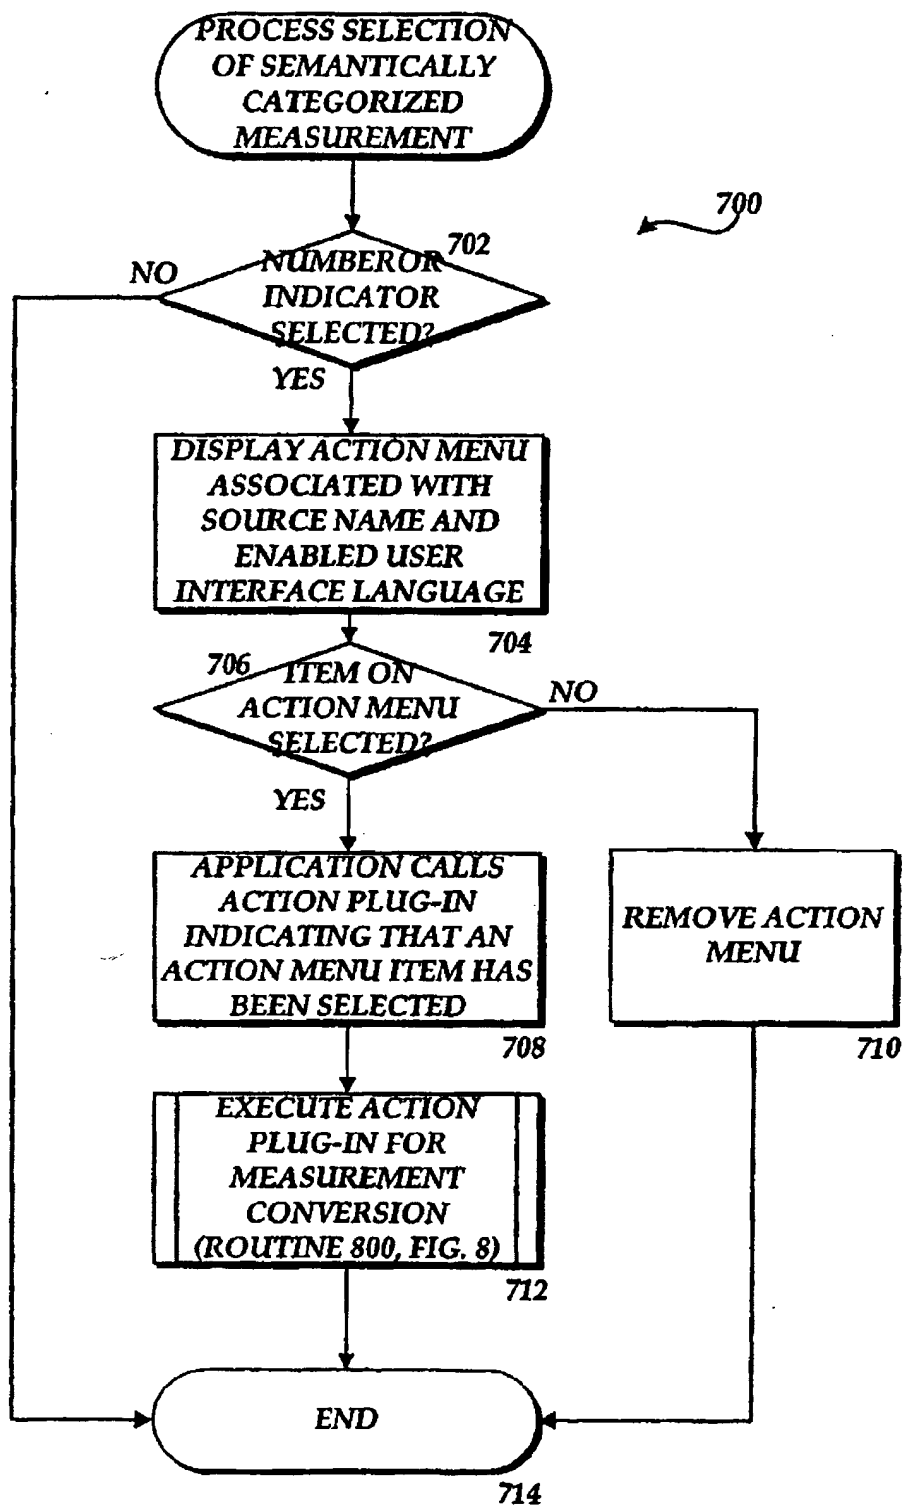 PROCESS SELECTION
OF SEMANTICALLY
CATEGORIZED
MEASUREMENT
700
702
NO
NUMBEROR
INDICATOR
SELECTED?
YES
DISPLAY ACTION MENU
ASSOCIATED WITH
SOURCE NAME AND
ENABLED USER
INTERFACE LANGUAGE
704
706
ITEM ON
ACTION MENU
SELECTED?
NO
YES
APPLICATION CALLS
ACTION PLUG-IN
INDICATING THAT AN
ACTION MENU ITEM HAS
BEEN SELECTED
708
REMOVE ACTION
MENU
710
EXECUTE ACTION
PLUG-IN FOR
MEASUREMENT
CONVERSION
(ROUTINE 800, FIG. 8)
712
END
714